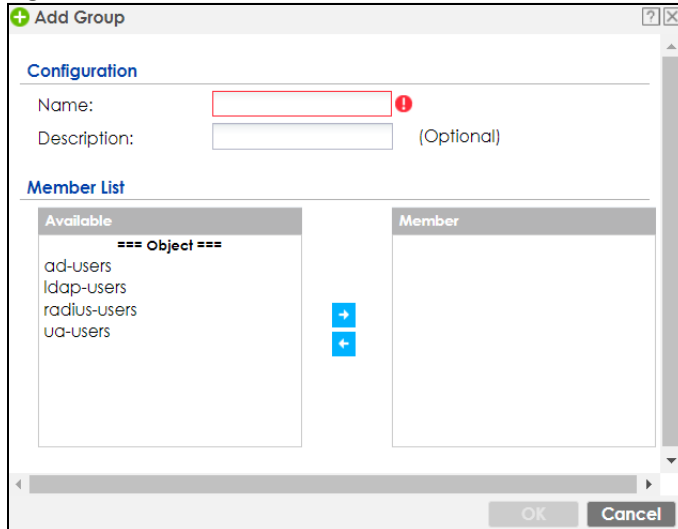 Add Group
Configuration
Name:
Description: (Optional)
Member List
Available Member
=== Object ===
ad-users
ldap-users
radius-users
ua-users
OK Cancel